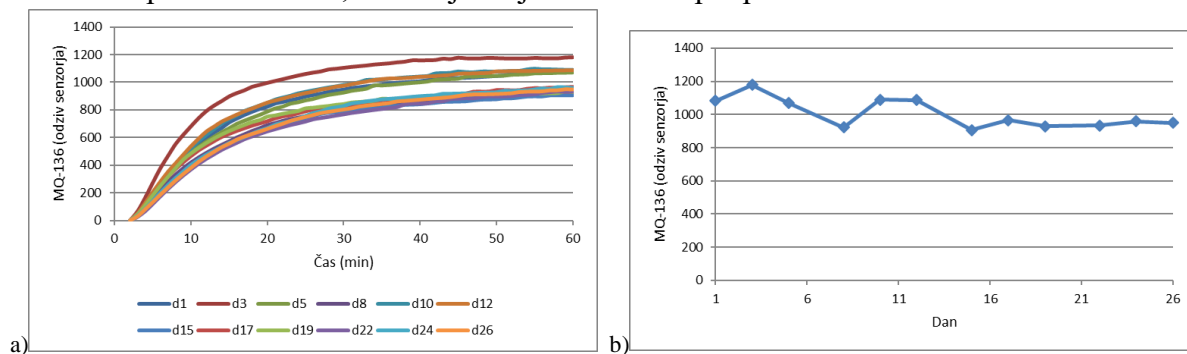 1400
1200
1000
800
600
400
200
0
MQ-136 (odziv senzorja)
0 10 20 30 40 50 60
Čas (min)
d1 d3 d5 d8 d10 d12
d15 d17 d19 d22 d24 d26
a)
1400
1200
1000
800
600
400
200
0
MQ-136 (odziv senzorja)
1 6 11 16 21 26
Dan
b)